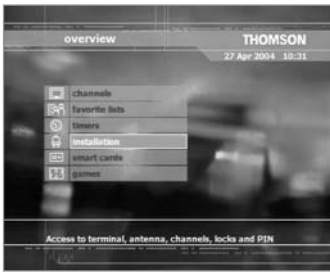 overview THOMSON
27 Apr 2004 10:31
channels
favorite lists
timers
installation
smart cards
games
Access to terminal, antenna, channels, locks and PIN